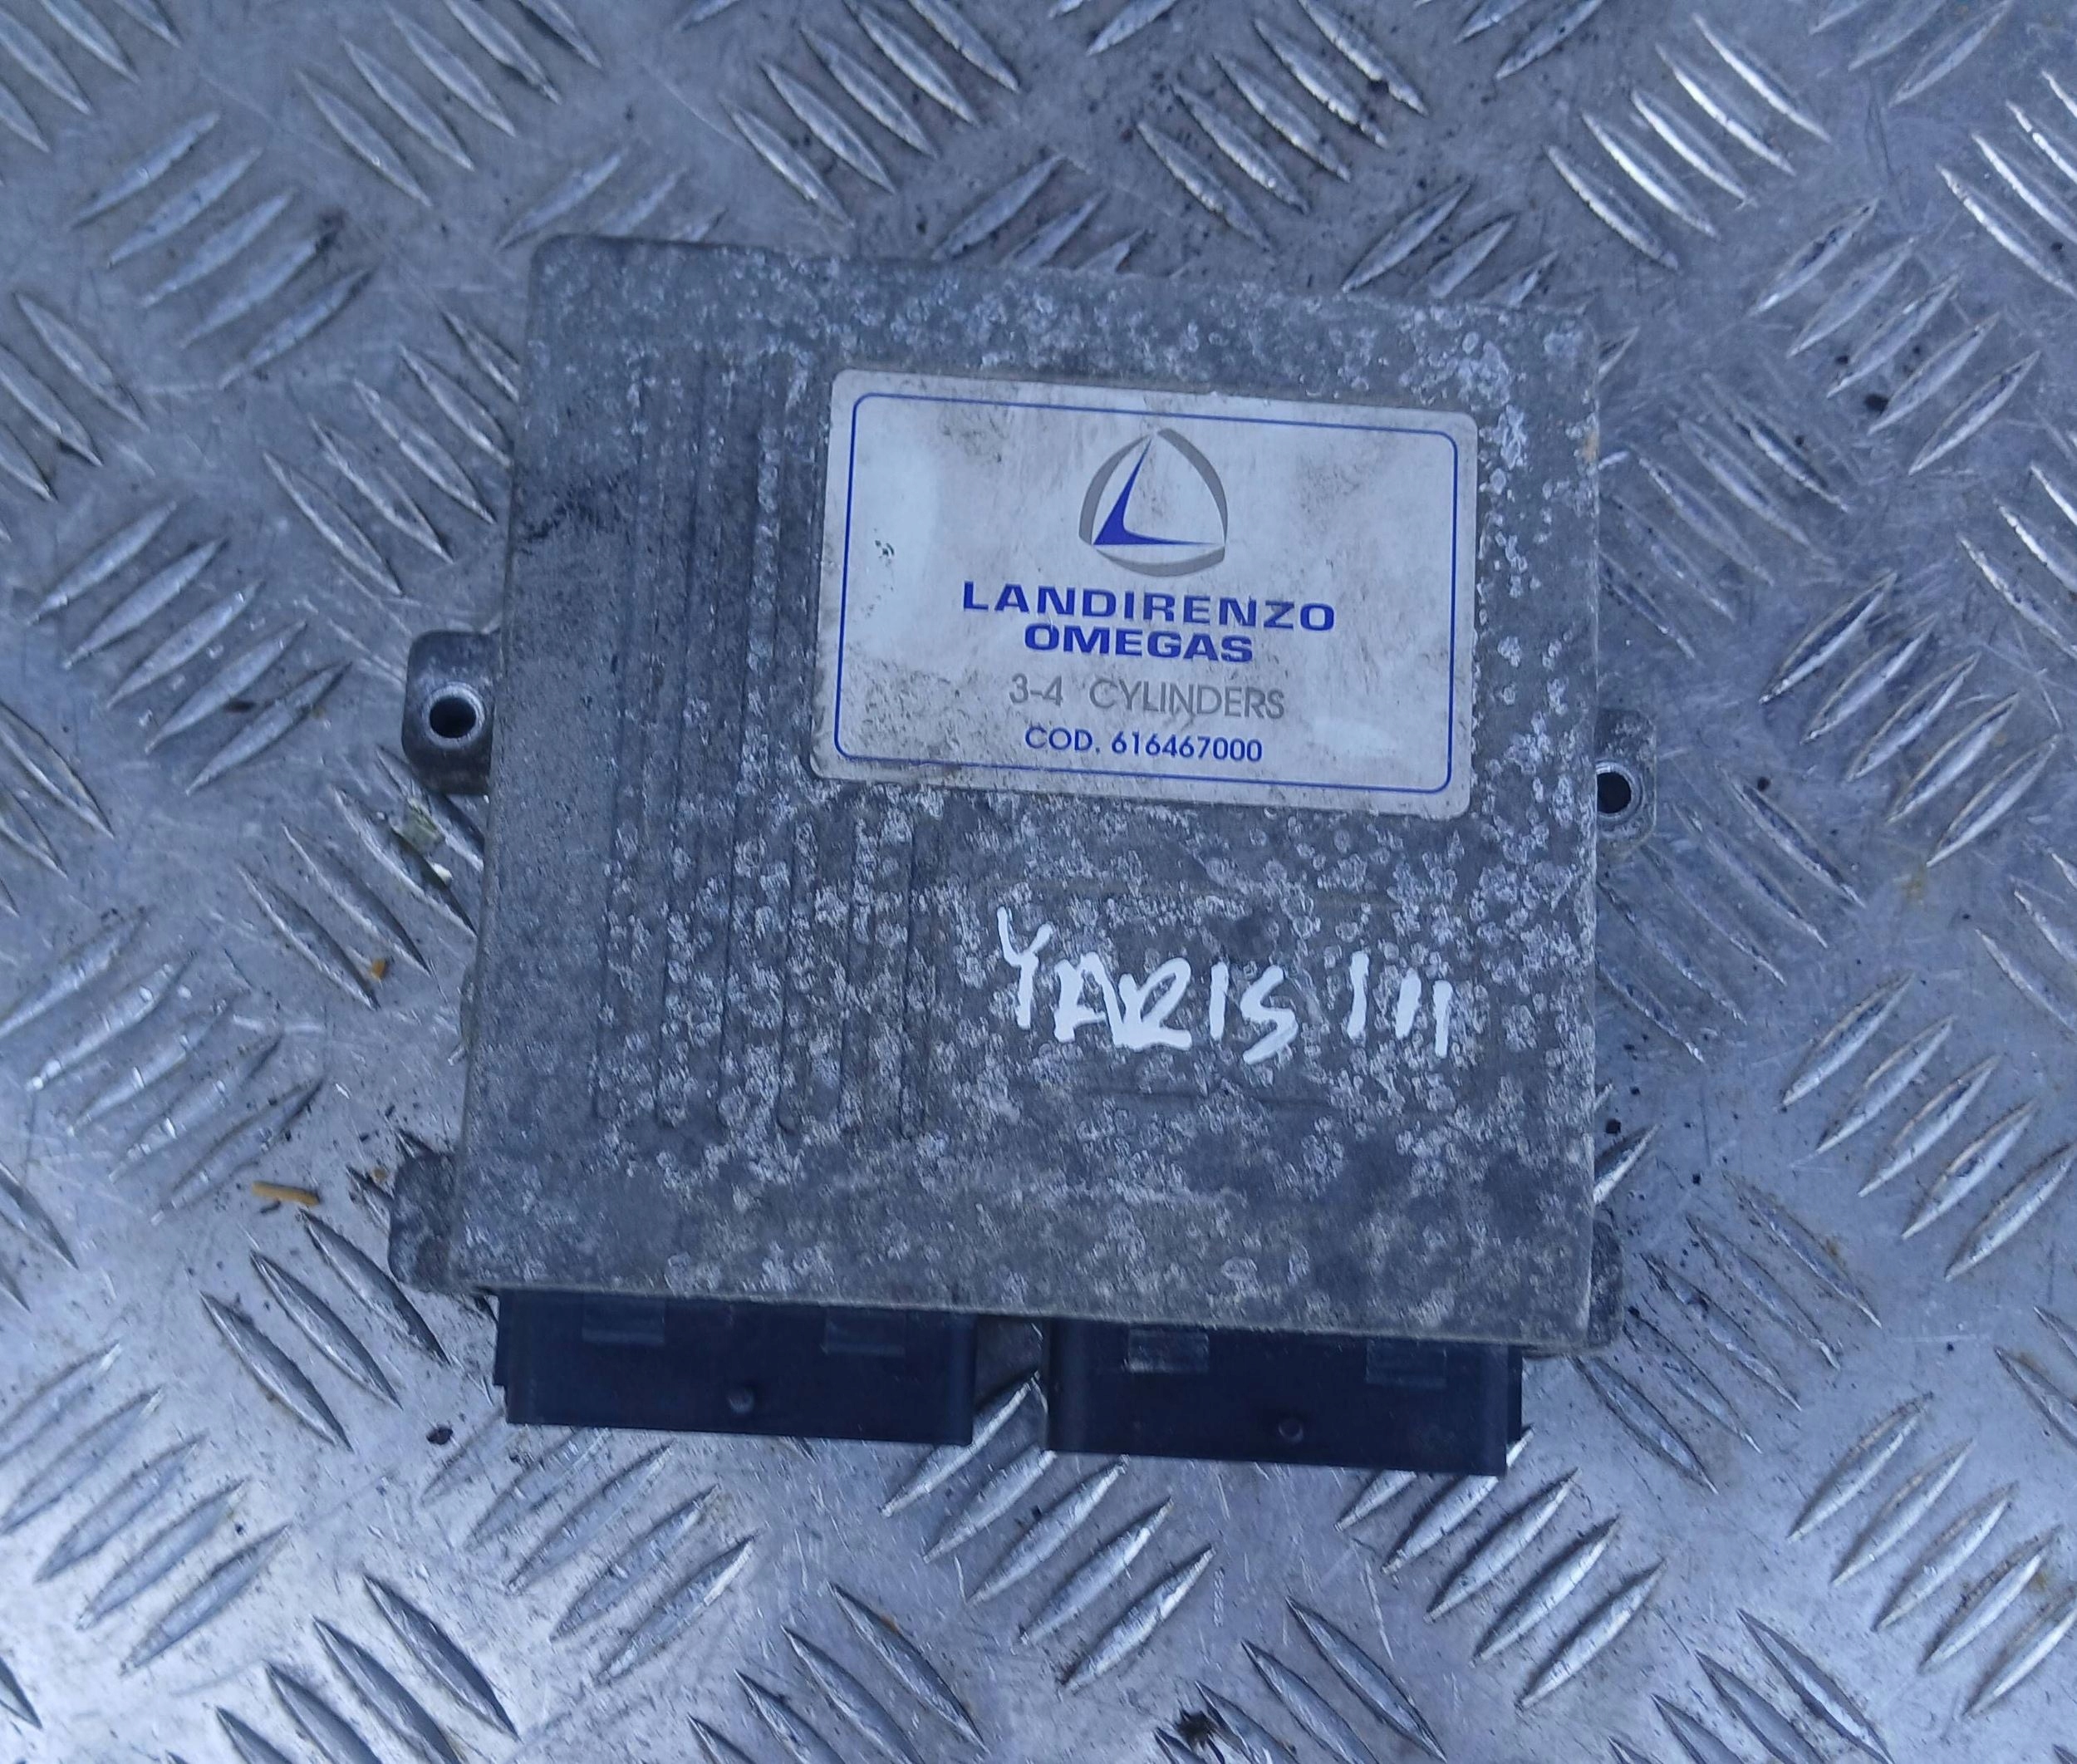 LANDIRENZO
OMEGAS
3-4 CYLINDERS
COD. 616467000
YARIS III